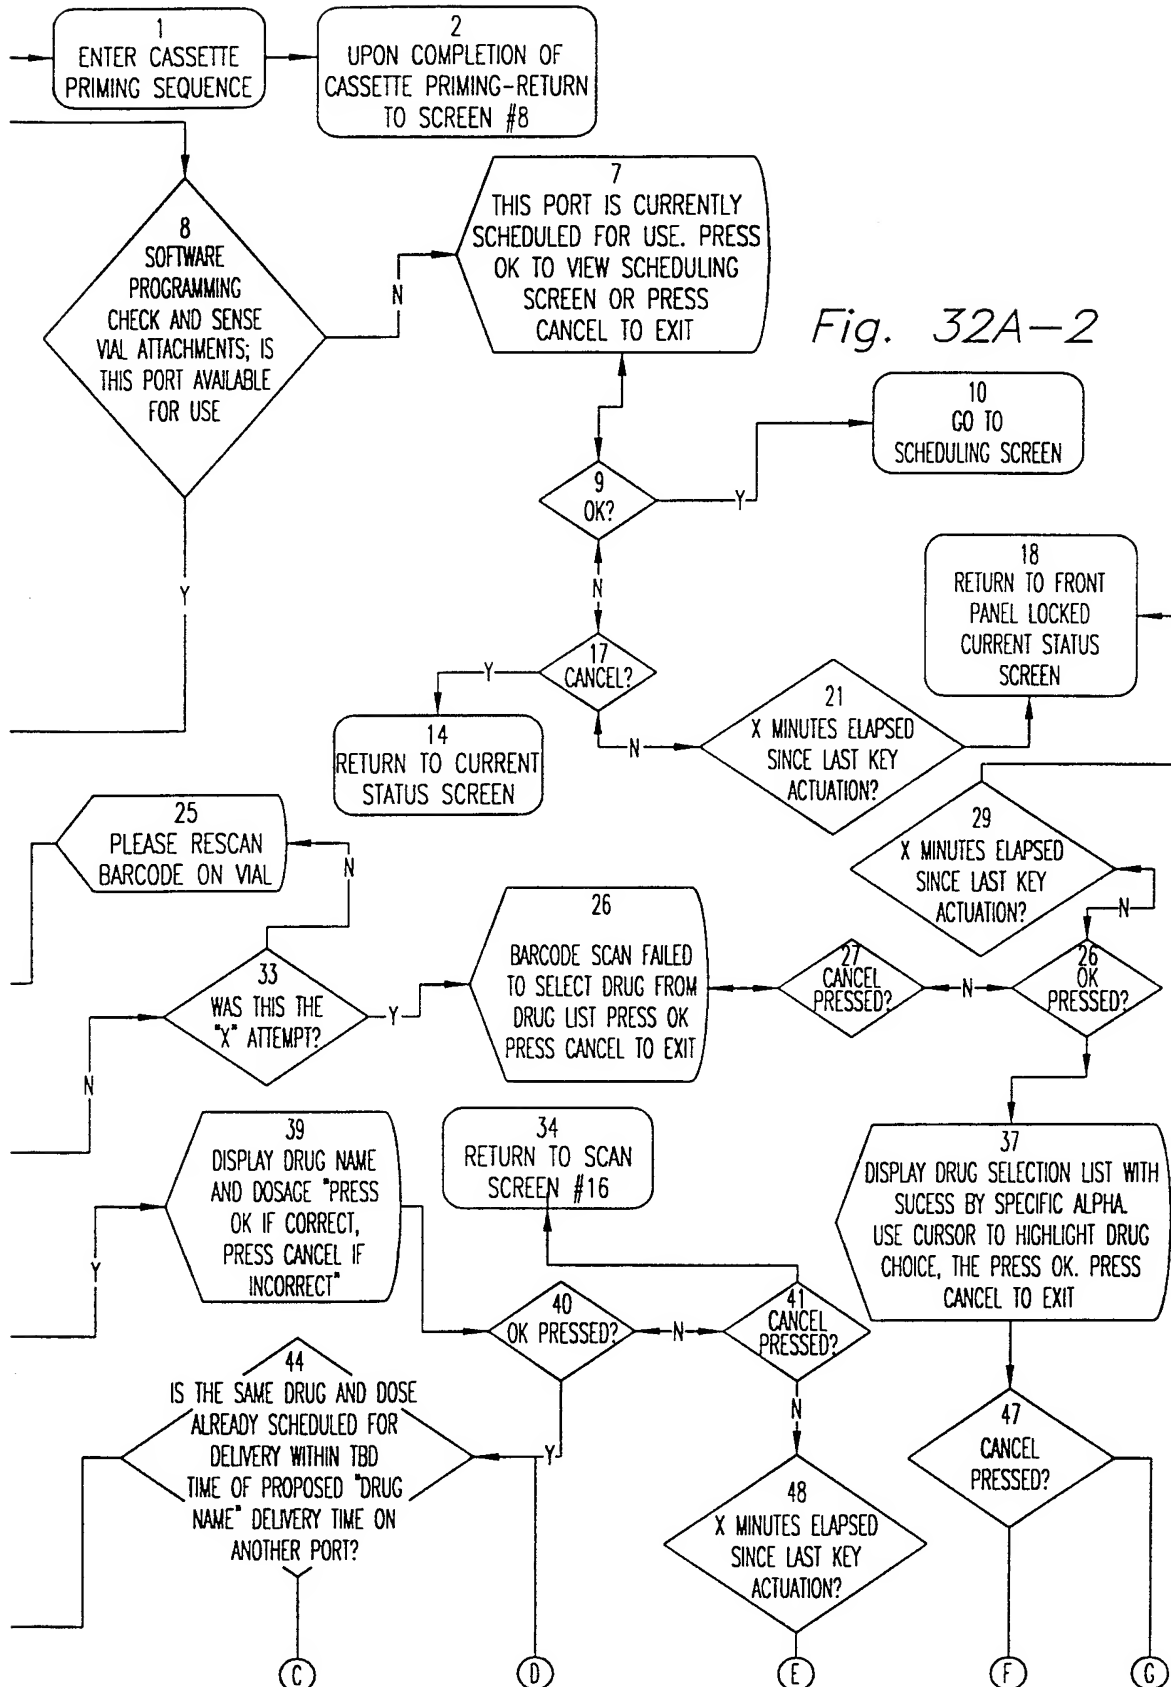 1
ENTER CASSETTE
PRIMING SEQUENCE
2
UPON COMPLETION OF
CASSETTE PRIMING-RETURN
TO SCREEN #8
8
SOFTWARE
PROGRAMMING
CHECK AND SENSE
VIAL ATTACHMENTS; IS
THIS PORT AVAILABLE
FOR USE
N
Y
7
THIS PORT IS CURRENTLY
SCHEDULED FOR USE. PRESS
OK TO VIEW SCHEDULING
SCREEN OR PRESS
CANCEL TO EXIT
Fig. 32A-2
10
GO TO
SCHEDULING SCREEN
9
OK?
Y
N
18
RETURN TO FRONT
PANEL LOCKED
CURRENT STATUS
SCREEN
17
CANCEL?
Y
N
14
RETURN TO CURRENT
STATUS SCREEN
21
X MINUTES ELAPSED
SINCE LAST KEY
ACTUATION?
25
PLEASE RESCAN
BARCODE ON VIAL
N
29
X MINUTES ELAPSED
SINCE LAST KEY
ACTUATION?
N
33
WAS THIS THE
"X" ATTEMPT?
Y
N
26
BARCODE SCAN FAILED
TO SELECT DRUG FROM
DRUG LIST PRESS OK
PRESS CANCEL TO EXIT
27
CANCEL
PRESSED?
N
26
OK
PRESSED?
39
DISPLAY DRUG NAME
AND DOSAGE "PRESS
OK IF CORRECT,
PRESS CANCEL IF
INCORRECT"
Y
34
RETURN TO SCAN
SCREEN #16
37
DISPLAY DRUG SELECTION LIST WITH
SUCESS BY SPECIFIC ALPHA.
USE CURSOR TO HIGHLIGHT DRUG
CHOICE, THE PRESS OK. PRESS
CANCEL TO EXIT
40
OK PRESSED?
N
Y
41
CANCEL
PRESSED?
N
44
IS THE SAME DRUG AND DOSE
ALREADY SCHEDULED FOR
DELIVERY WITHIN TBD
TIME OF PROPOSED "DRUG
NAME" DELIVERY TIME ON
ANOTHER PORT?
48
X MINUTES ELAPSED
SINCE LAST KEY
ACTUATION?
47
CANCEL
PRESSED?
C
D
E
F
G